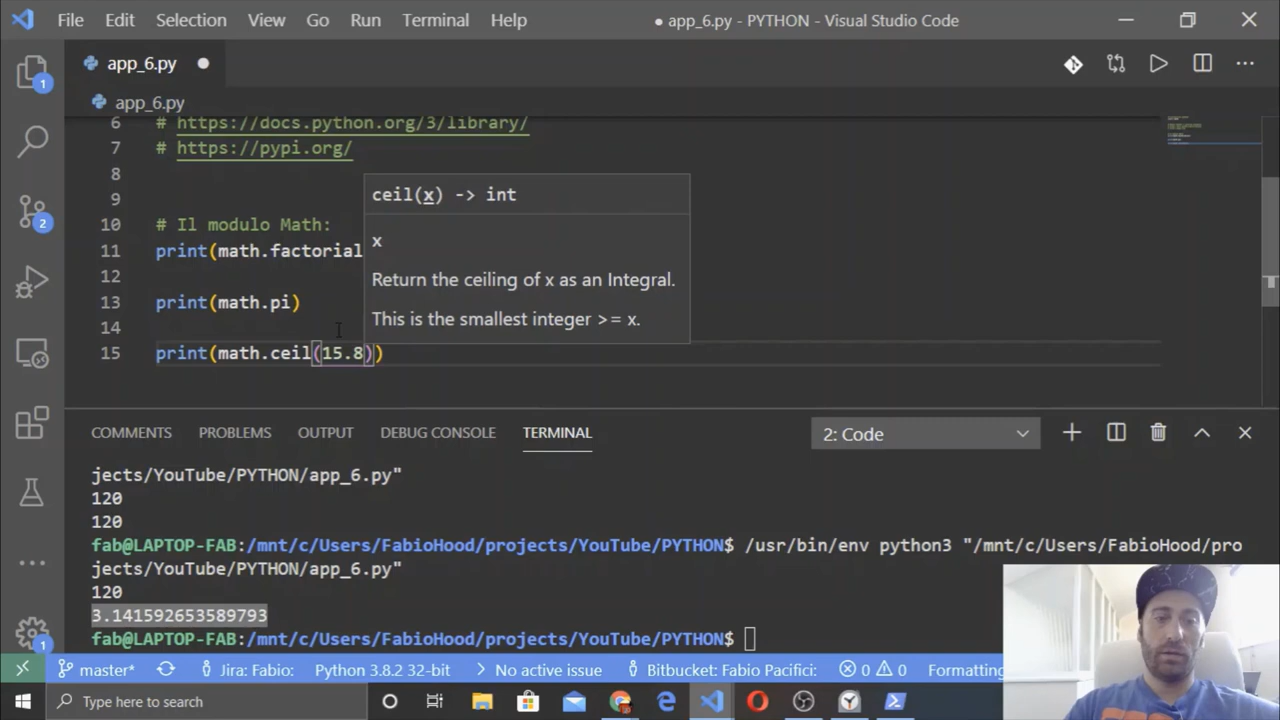 File Edit Selection View Go Run Terminal Help ● app_6.py - PYTHON - Visual Studio Code
app_6.py ●
app_6.py
6 # https://docs.python.org/3/library/
7 # https://pypi.org/
8
9
10 # Il modulo Math:
11 print(math.factorial
12
13 print(math.pi)
14
15 print(math.ceil(15.8))
ceil(x) -> int
x
Return the ceiling of x as an Integral.
This is the smallest integer >= x.
COMMENTS PROBLEMS OUTPUT DEBUG CONSOLE TERMINAL 2: Code
jects/YouTube/PYTHON/app_6.py"
120
120
fab@LAPTOP-FAB:/mnt/c/Users/FabioHood/projects/YouTube/PYTHON$ /usr/bin/env python3 "/mnt/c/Users/FabioHood/pro
jects/YouTube/PYTHON/app_6.py"
120
3.141592653589793
fab@LAPTOP-FAB:/mnt/c/Users/FabioHood/projects/YouTube/PYTHON$
1
2
1
master* Jira: Fabio: Python 3.8.2 32-bit No active issue Bitbucket: Fabio Pacifici: 0 0 Formatting
Type here to search